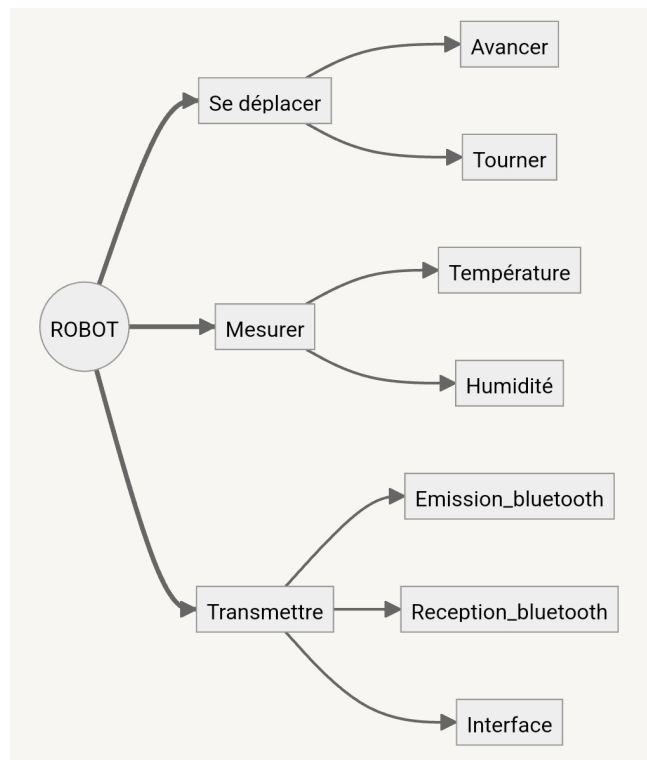 Avancer
Se déplacer
Tourner
Température
ROBOT
Mesurer
Humidité
Emission_bluetooth
Transmettre
Reception_bluetooth
Interface